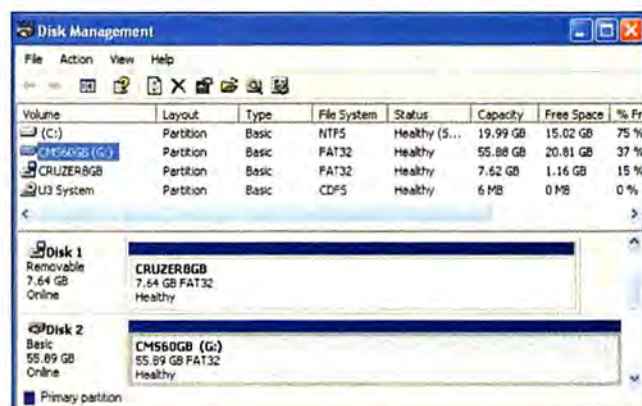 Disk Management
File Action View Help
Volume Layout Type File System Status Capacity Free Space % Fr
(C:) Partition Basic NTFS Healthy (S... 19.99 GB 15.02 GB 75 %
CMS60GB (G:) Partition Basic FAT32 Healthy 55.88 GB 20.81 GB 37 %
CRUZER8GB Partition Basic FAT32 Healthy 7.62 GB 1.16 GB 15 %
U3 System Partition Basic CDFS Healthy 6 MB 0 MB 0 %
Disk 1
Removable
7.64 GB
Online
CRUZER8GB
7.64 GB FAT32
Healthy
Disk 2
Basic
55.89 GB
Online
CMS60GB (G:)
55.89 GB FAT32
Healthy
Primary partition